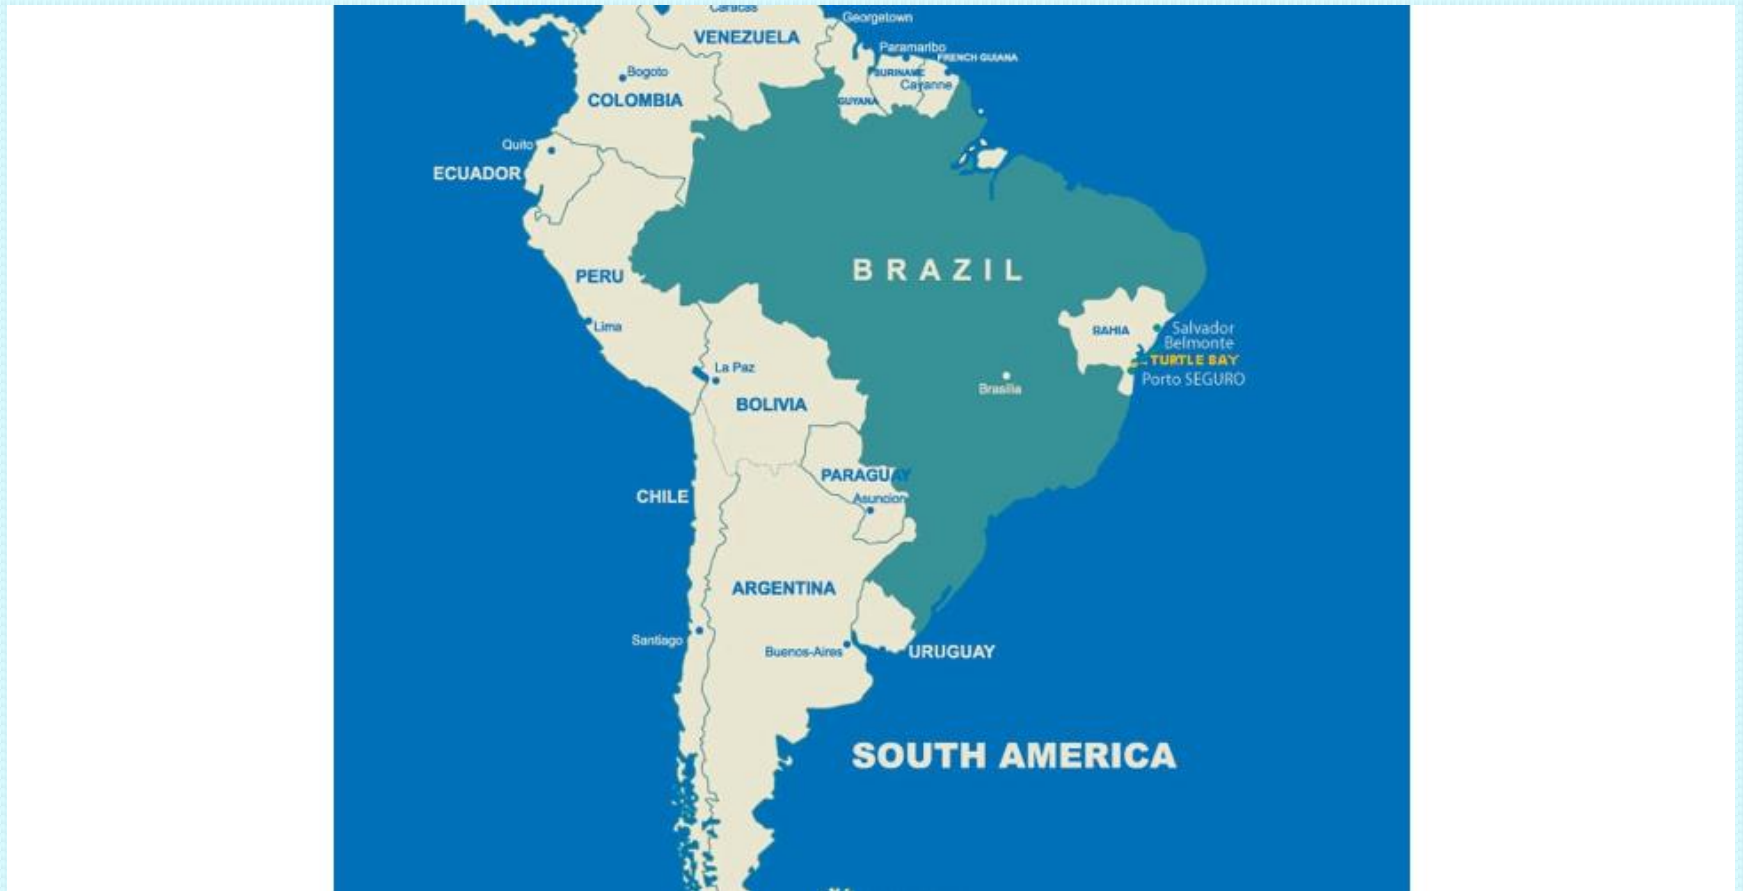 Caracas
Georgetown
VENEZUELA
Paramaribo
FRENCH GUIANA
Bogoto
SURINAME
Cayanne
COLOMBIA
GUYANA
Quito
ECUADOR
BRAZIL
PERU
Lima
BAHIA
Salvador
Belmonte
TURTLE BAY
La Paz
Porto SEGURO
Brasilia
BOLIVIA
PARAGUAY
CHILE
Asuncion
ARGENTINA
Santiago
Buenos-Aires
URUGUAY
SOUTH AMERICA